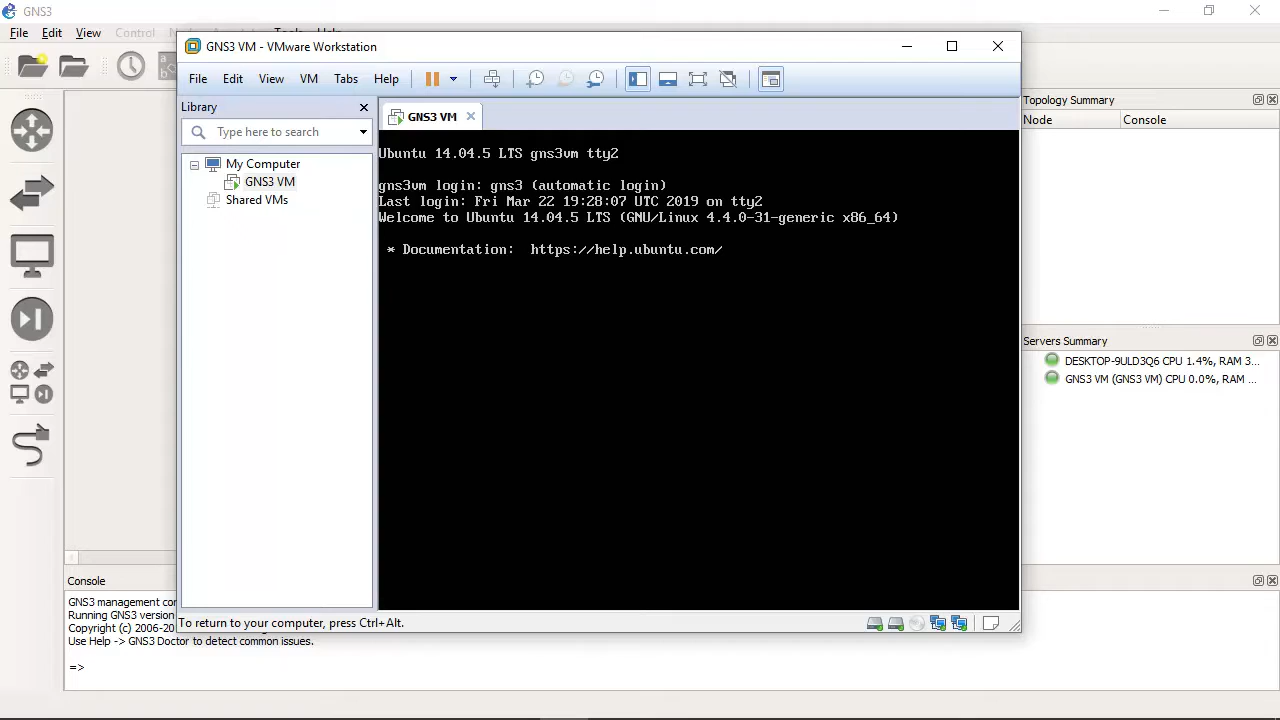 GNS3
File Edit View Control
GNS3 VM - VMware Workstation
File Edit View VM Tabs Help
Library
Type here to search
My Computer
GNS3 VM
Shared VMs
GNS3 VM
Ubuntu 14.04.5 LTS gns3vm tty2
gns3vm login: gns3 (automatic login)
Last login: Fri Mar 22 19:28:07 UTC 2019 on tty2
Welcome to Ubuntu 14.04.5 LTS (GNU/Linux 4.4.0-31-generic x86_64)
* Documentation: https://help.ubuntu.com/
To return to your computer, press Ctrl+Alt.
Topology Summary
Node Console
Servers Summary
DESKTOP-9ULD3Q6 CPU 1.4%, RAM 3...
GNS3 VM (GNS3 VM) CPU 0.0%, RAM ...
Console
GNS3 management
Running GNS3 version
Copyright (c) 2006-20
Use Help -> GNS3 Doctor to detect common issues.
=>